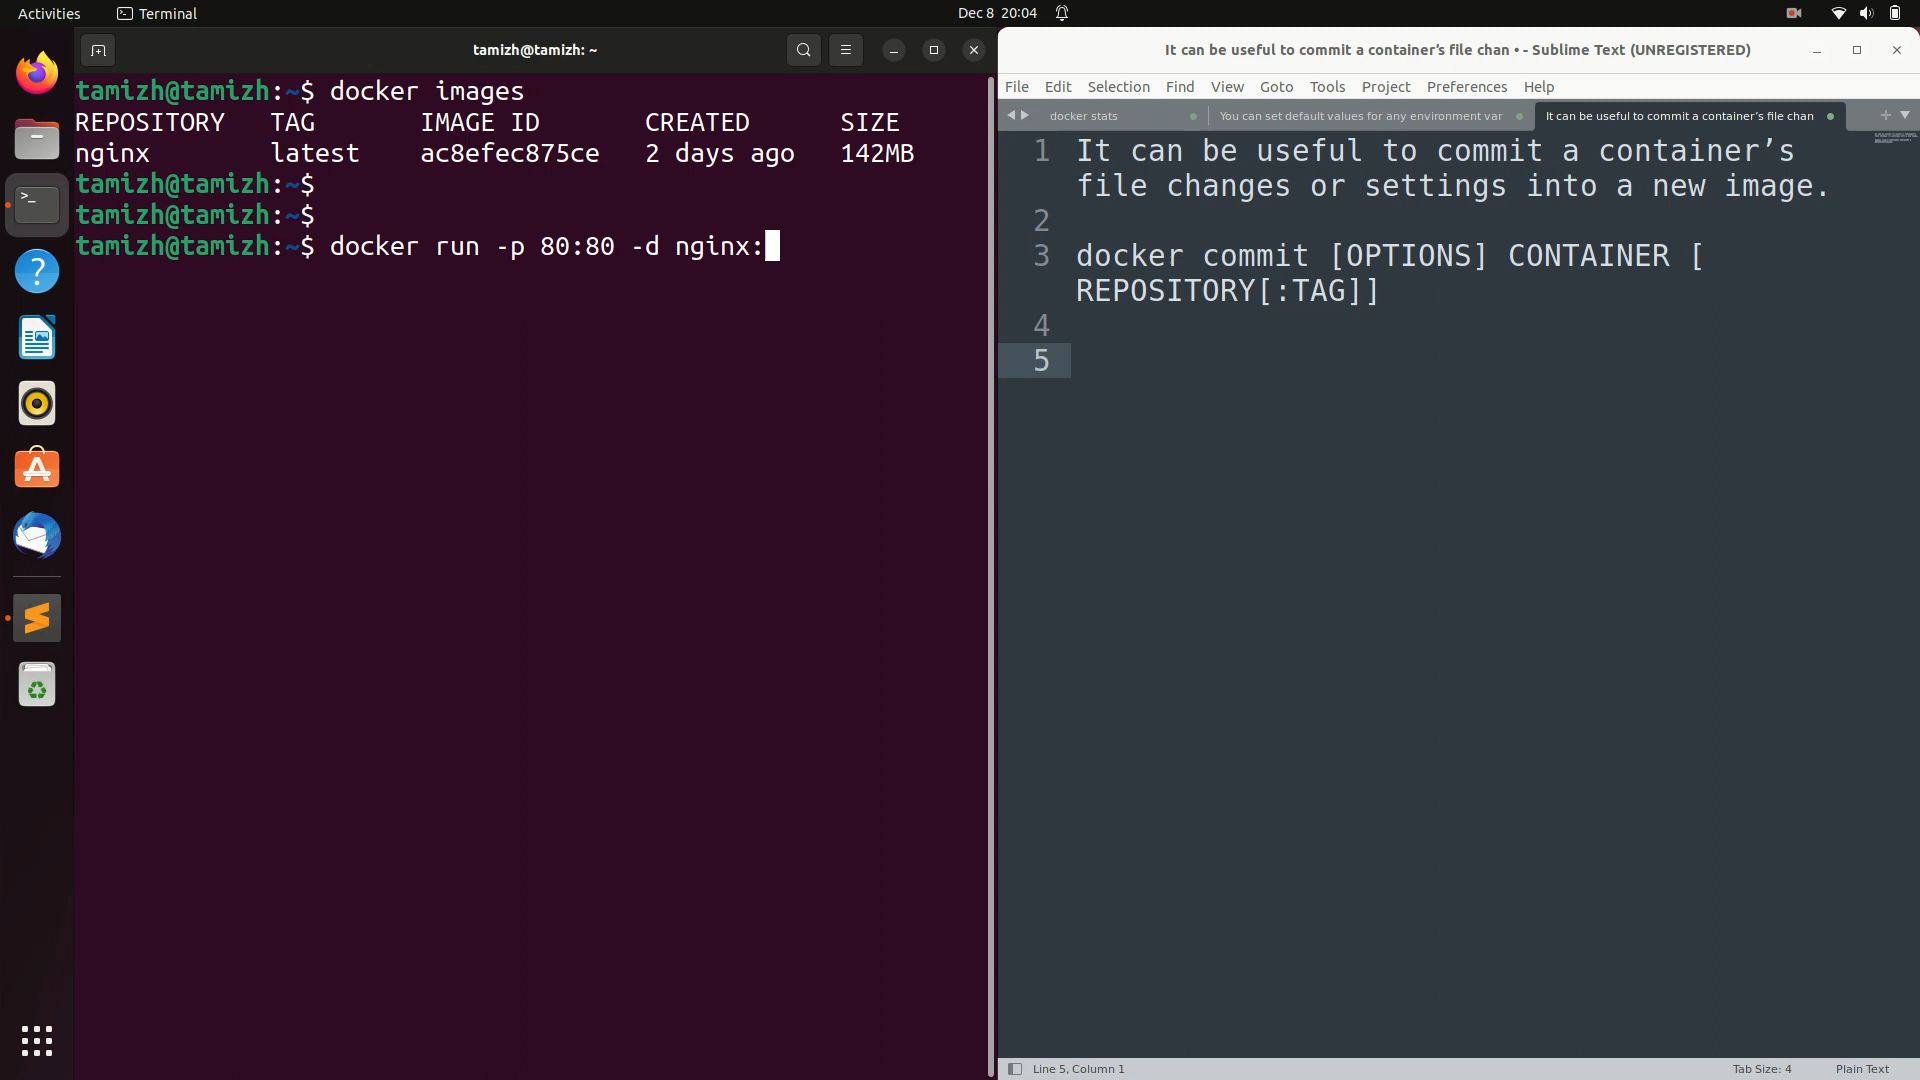 Activities
Terminal
Dec 8 20:04
tamizh@tamizh: ~
tamizh@tamizh:~$ docker images
REPOSITORY TAG IMAGE ID CREATED SIZE
nginx latest ac8efec875ce 2 days ago 142MB
tamizh@tamizh:~$
tamizh@tamizh:~$
tamizh@tamizh:~$ docker run -p 80:80 -d nginx:
It can be useful to commit a container’s file chan • - Sublime Text (UNREGISTERED)
File Edit Selection Find View Goto Tools Project Preferences Help
docker stats
You can set default values for any environment var
It can be useful to commit a container’s file chan
1 It can be useful to commit a container’s
file changes or settings into a new image.
2
3 docker commit [OPTIONS] CONTAINER [
REPOSITORY[:TAG]]
4
5
Line 5, Column 1
Tab Size: 4
Plain Text